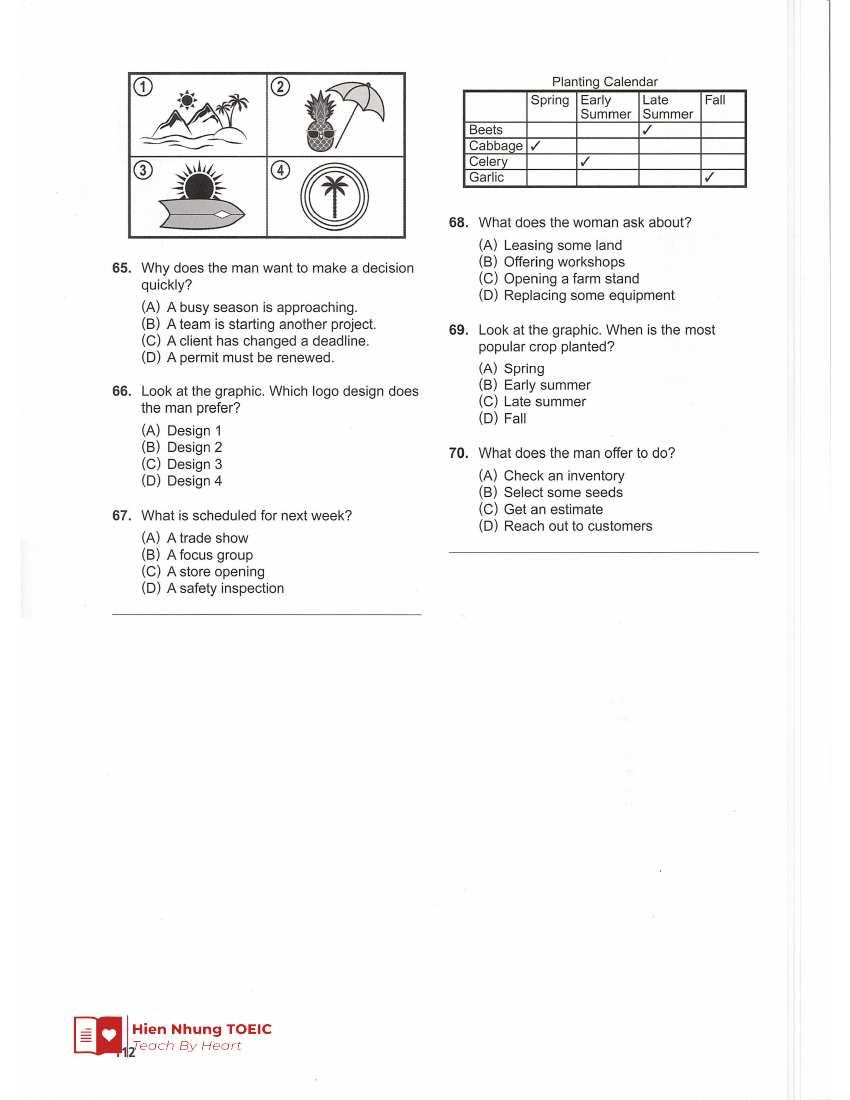 1
2
3
4
65. Why does the man want to make a decision
quickly?
(A) A busy season is approaching.
(B) A team is starting another project.
(C) A client has changed a deadline.
(D) A permit must be renewed.
66. Look at the graphic. Which logo design does
the man prefer?
(A) Design 1
(B) Design 2
(C) Design 3
(D) Design 4
67. What is scheduled for next week?
(A) A trade show
(B) A focus group
(C) A store opening
(D) A safety inspection
Planting Calendar
Spring Early Summer Late Summer Fall
Beets ✓
Cabbage ✓
Celery ✓
Garlic ✓
68. What does the woman ask about?
(A) Leasing some land
(B) Offering workshops
(C) Opening a farm stand
(D) Replacing some equipment
69. Look at the graphic. When is the most
popular crop planted?
(A) Spring
(B) Early summer
(C) Late summer
(D) Fall
70. What does the man offer to do?
(A) Check an inventory
(B) Select some seeds
(C) Get an estimate
(D) Reach out to customers
Hien Nhung TOEIC
Teach By Heart